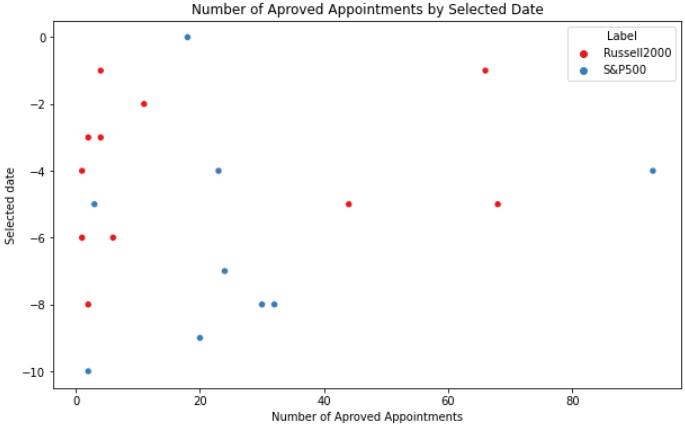 Number of Aproved Appointments by Selected Date
Label
Russell2000
S&P500
Selected date
0
−2
−4
−6
−8
−10
0 20 40 60 80
Number of Aproved Appointments